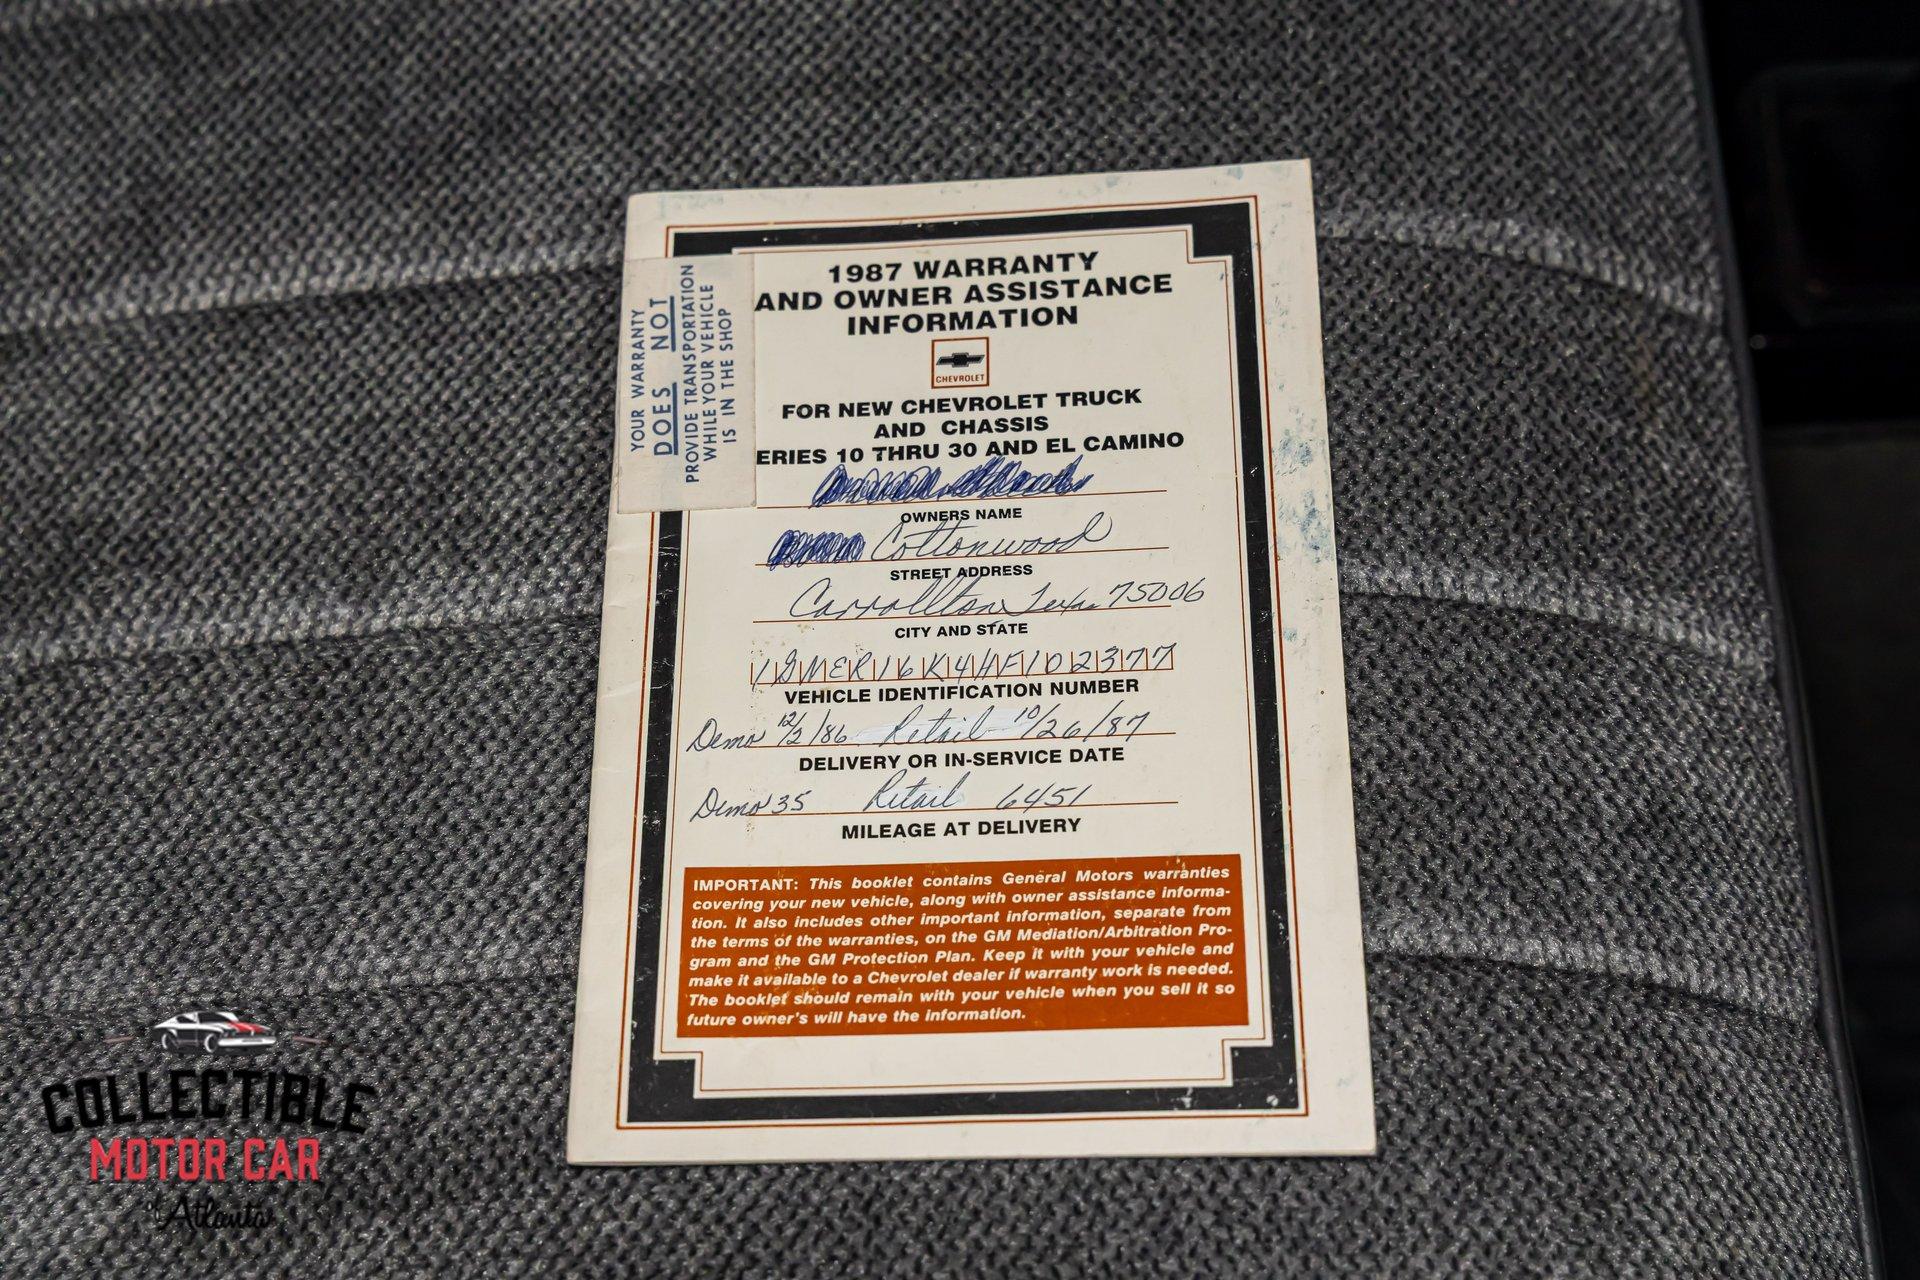 1987 WARRANTY
AND OWNER ASSISTANCE
INFORMATION
CHEVROLET
FOR NEW CHEVROLET TRUCK
AND CHASSIS
ERIES 10 THRU 30 AND EL CAMINO
OWNERS NAME
Cottonwood
STREET ADDRESS
Carrollton Texas 75006
CITY AND STATE
1GNER16K4HF102377
VEHICLE IDENTIFICATION NUMBER
Demo 12/2/86 Retail 10/26/87
DELIVERY OR IN-SERVICE DATE
Demo 35 Retail 6451
MILEAGE AT DELIVERY
IMPORTANT: This booklet contains General Motors warranties
covering your new vehicle, along with owner assistance informa-
tion. It also includes other important information, separate from
the terms of the warranties, on the GM Mediation/Arbitration Pro-
gram and the GM Protection Plan. Keep it with your vehicle and
make it available to a Chevrolet dealer if warranty work is needed.
The booklet should remain with your vehicle when you sell it so
future owner's will have the information.
YOUR WARRANTY
DOES NOT
PROVIDE TRANSPORTATION
WHILE YOUR VEHICLE
IS IN THE SHOP
COLLECTIBLE
MOTOR CAR
Atlanta